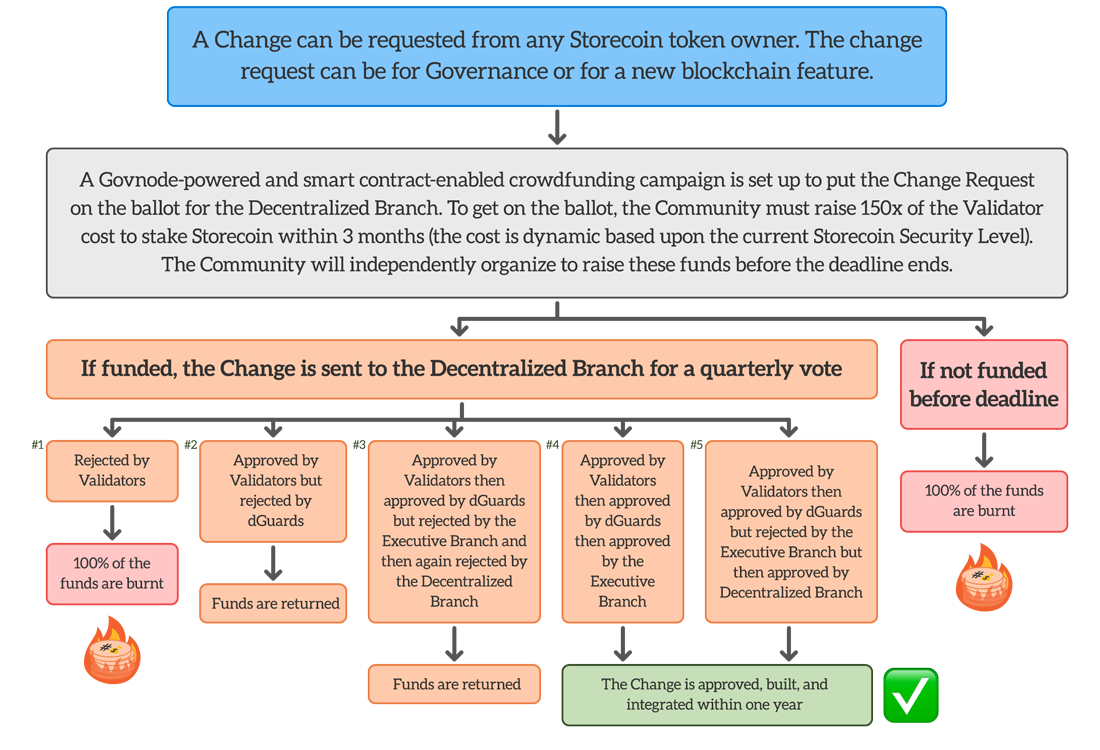 A Change can be requested from any Storecoin token owner. The change
request can be for Governance or for a new blockchain feature.
A Govnode-powered and smart contract-enabled crowdfunding campaign is set up to put the Change Request
on the ballot for the Decentralized Branch. To get on the ballot, the Community must raise 150x of the Validator
cost to stake Storecoin within 3 months (the cost is dynamic based upon the current Storecoin Security Level).
The Community will independently organize to raise these funds before the deadline ends.
If funded, the Change is sent to the Decentralized Branch for a quarterly vote
If not funded
before deadline
#1
Rejected by
Validators
100% of the
funds are burnt
#2
Approved by
Validators but
rejected by
dGuards
Funds are returned
#3
Approved by
Validators then
approved by dGuards
but rejected by the
Executive Branch and
then again rejected by
the Decentralized
Branch
Funds are returned
#4
Approved by
Validators
then approved
by dGuards
then approved
by the
Executive
Branch
#5
Approved by
Validators then
approved by dGuards
but rejected by the
Executive Branch but
then approved by
Decentralized Branch
The Change is approved, built, and
integrated within one year
100% of the funds
are burnt